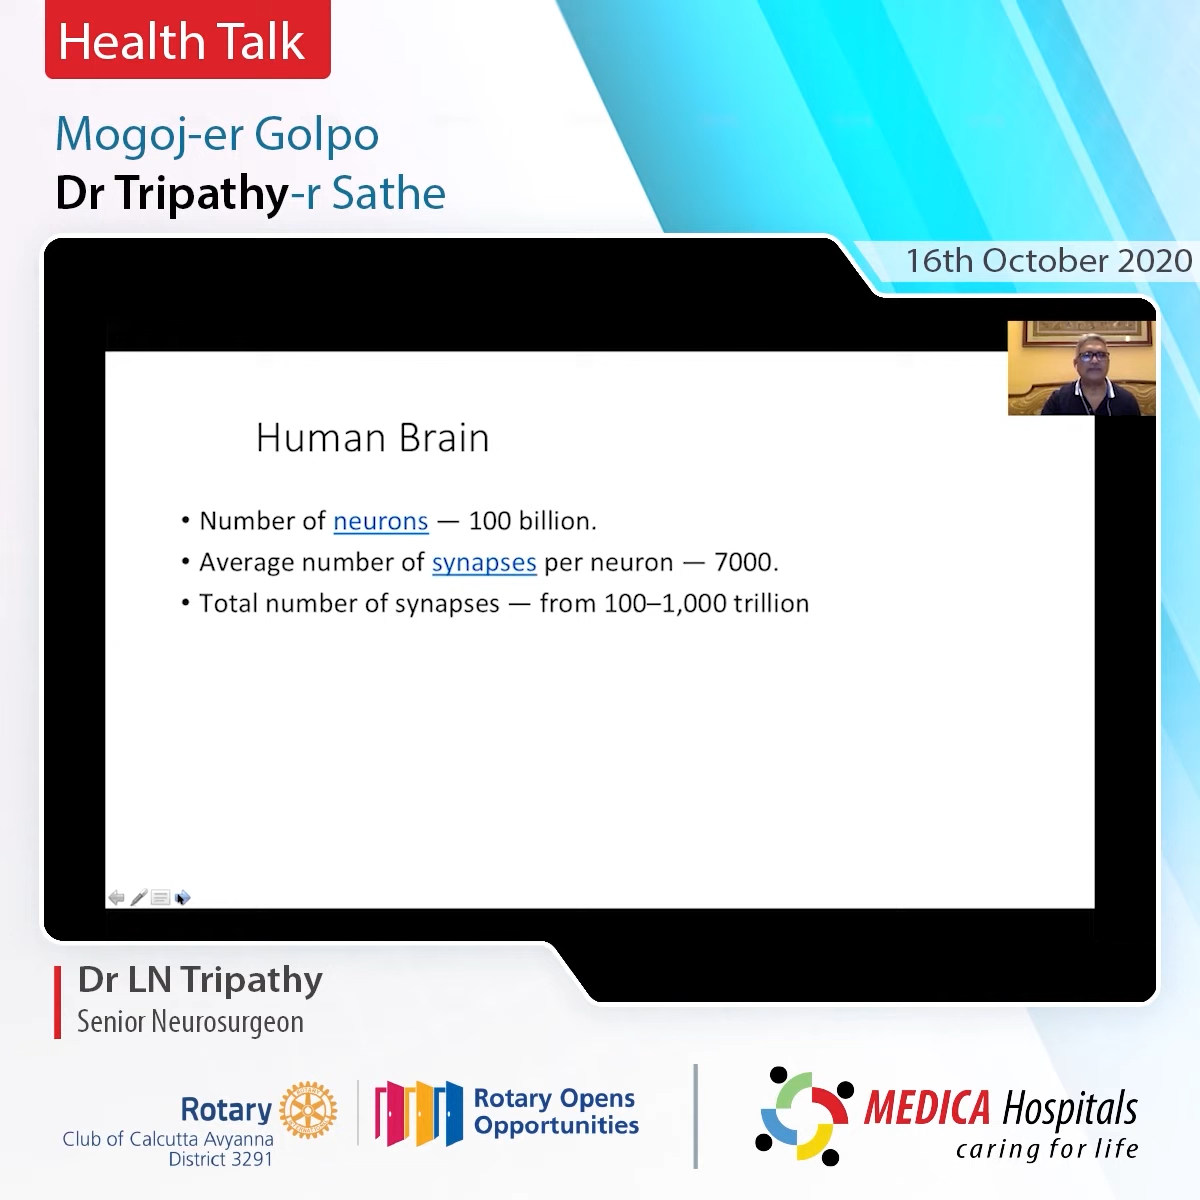 Health Talk
Mogoj-er Golpo
Dr Tripathy-r Sathe
16th October 2020
Human Brain
• Number of neurons — 100 billion.
• Average number of synapses per neuron — 7000.
• Total number of synapses — from 100–1,000 trillion
Dr LN Tripathy
Senior Neurosurgeon
Rotary
Club of Calcutta Avyanna
District 3291
Rotary Opens
Opportunities
MEDICA Hospitals
caring for life